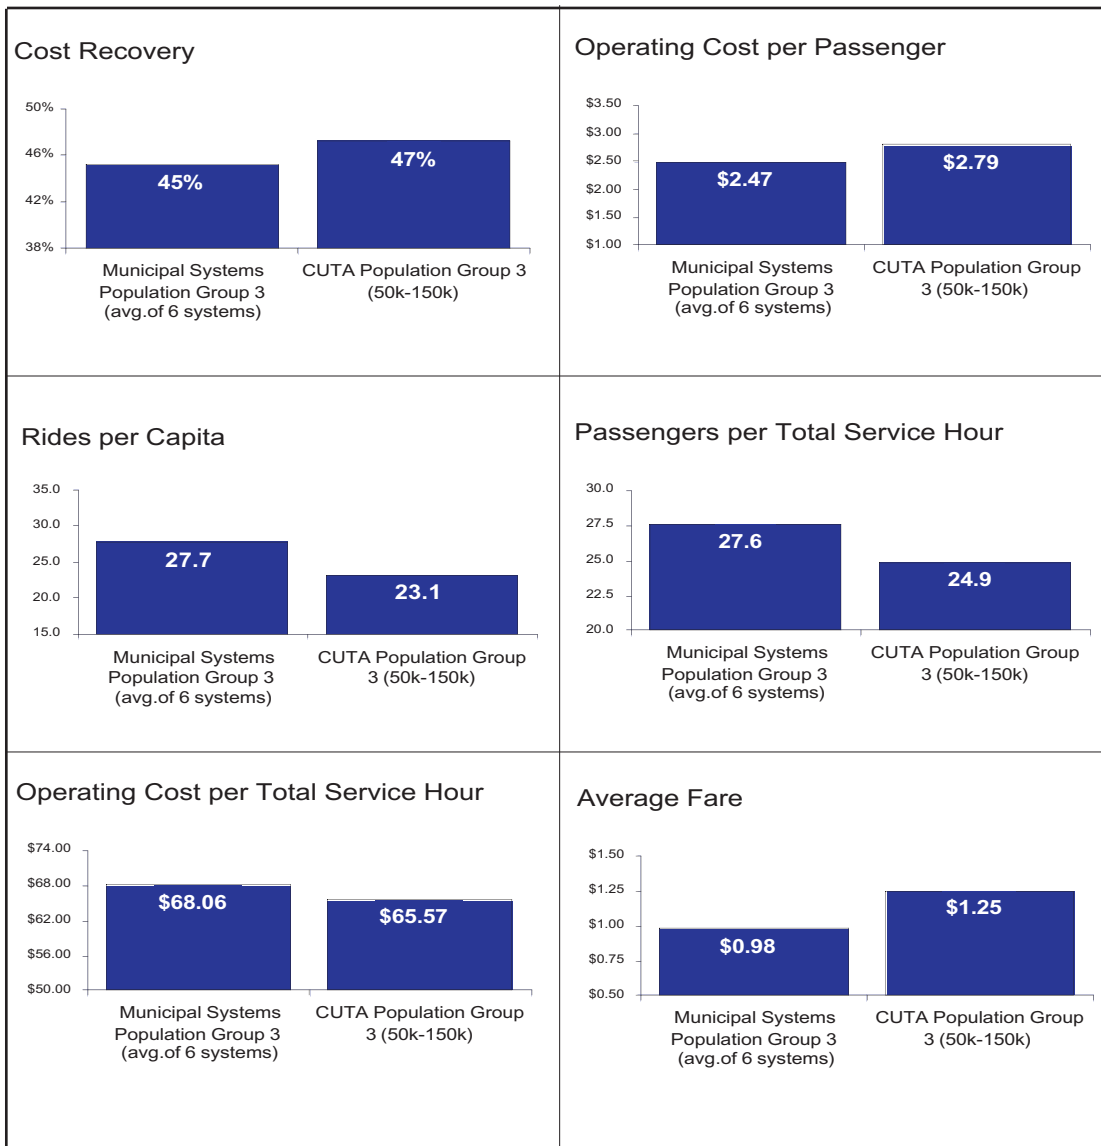 Cost Recovery
50%
46%
42%
38%
45%
47%
Municipal Systems
Population Group 3
(avg.of 6 systems)
CUTA Population Group 3
(50k-150k)
Operating Cost per Passenger
$3.50
$3.00
$2.50
$2.00
$1.50
$1.00
$2.47
$2.79
Municipal Systems
Population Group 3
(avg.of 6 systems)
CUTA Population Group
3 (50k-150k)
Rides per Capita
35.0
30.0
25.0
20.0
15.0
27.7
23.1
Municipal Systems
Population Group 3
(avg.of 6 systems)
CUTA Population Group
3 (50k-150k)
Passengers per Total Service Hour
30.0
27.5
25.0
22.5
20.0
27.6
24.9
Municipal Systems
Population Group 3
(avg.of 6 systems)
CUTA Population Group
3 (50k-150k)
Operating Cost per Total Service Hour
$74.00
$68.00
$62.00
$56.00
$50.00
$68.06
$65.57
Municipal Systems
Population Group 3
(avg.of 6 systems)
CUTA Population Group
3 (50k-150k)
Average Fare
$1.50
$1.25
$1.00
$0.75
$0.50
$0.98
$1.25
Municipal Systems
Population Group 3
(avg.of 6 systems)
CUTA Population Group
3 (50k-150k)